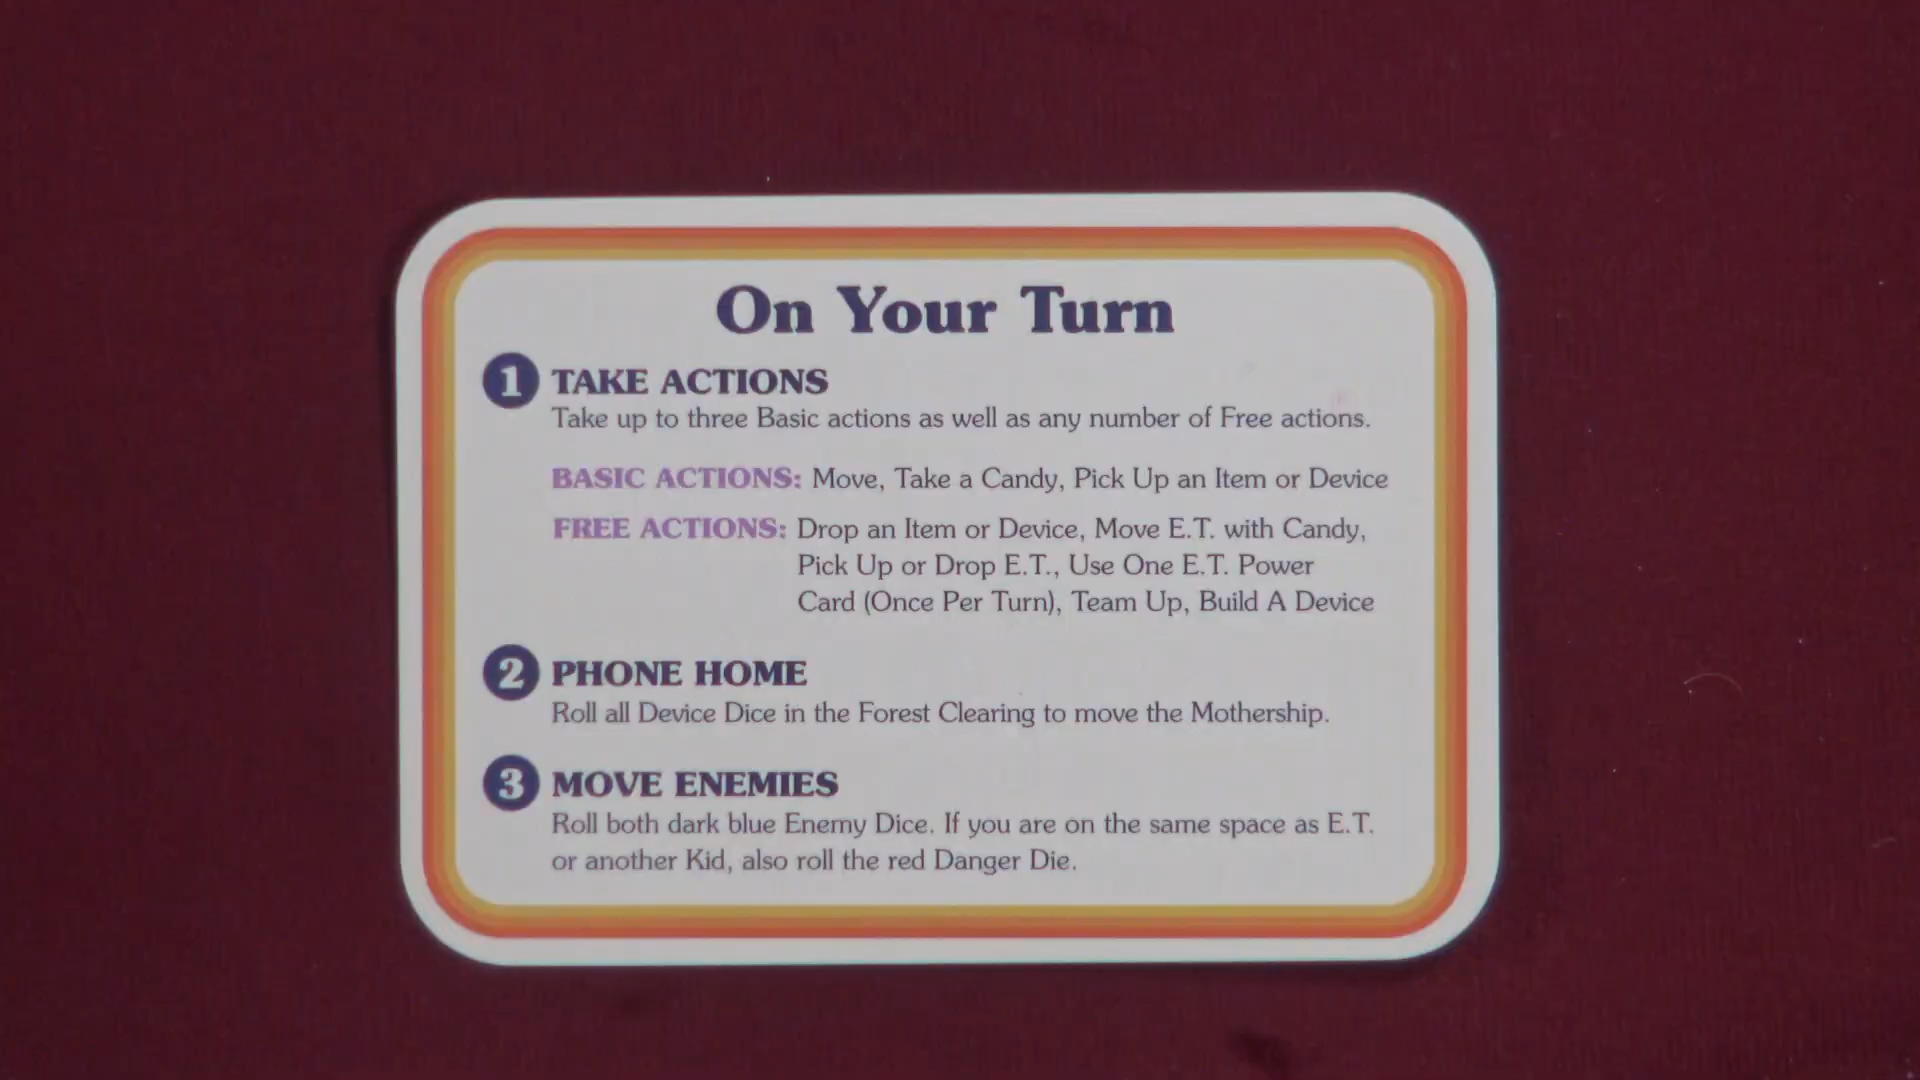 On Your Turn
1 TAKE ACTIONS
Take up to three Basic actions as well as any number of Free actions.
BASIC ACTIONS: Move, Take a Candy, Pick Up an Item or Device
FREE ACTIONS: Drop an Item or Device, Move E.T. with Candy,
Pick Up or Drop E.T., Use One E.T. Power
Card (Once Per Turn), Team Up, Build A Device
2 PHONE HOME
Roll all Device Dice in the Forest Clearing to move the Mothership.
3 MOVE ENEMIES
Roll both dark blue Enemy Dice. If you are on the same space as E.T.
or another Kid, also roll the red Danger Die.